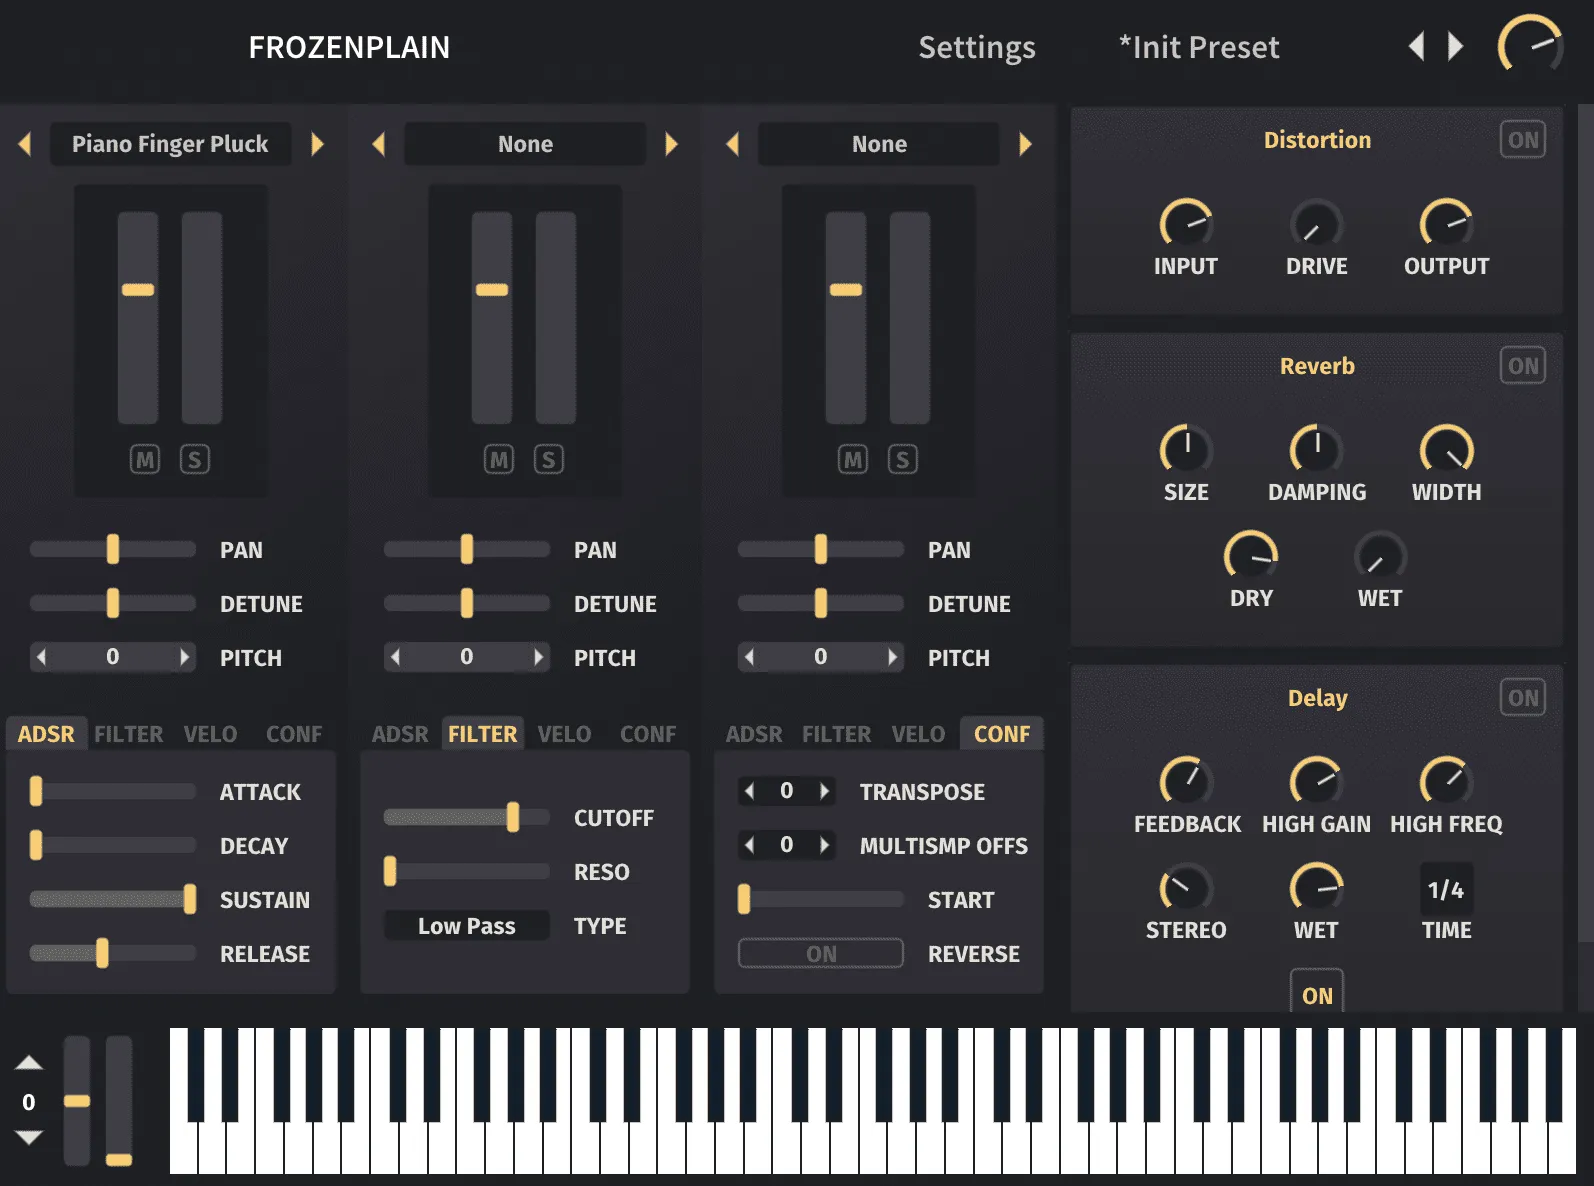 FROZENPLAIN
Settings
*Init Preset
Piano Finger Pluck
None
None
M S
M S
M S
PAN
PAN
PAN
DETUNE
DETUNE
DETUNE
0 PITCH
0 PITCH
0 PITCH
ADSR FILTER VELO CONF
ATTACK
DECAY
SUSTAIN
RELEASE
ADSR FILTER VELO CONF
CUTOFF
RESO
Low Pass TYPE
ADSR FILTER VELO CONF
0 TRANSPOSE
0 MULTISMP OFFS
START
ON REVERSE
Distortion ON
INPUT DRIVE OUTPUT
Reverb ON
SIZE DAMPING WIDTH
DRY WET
Delay ON
FEEDBACK HIGH GAIN HIGH FREQ
1/4
STEREO WET TIME
ON
0